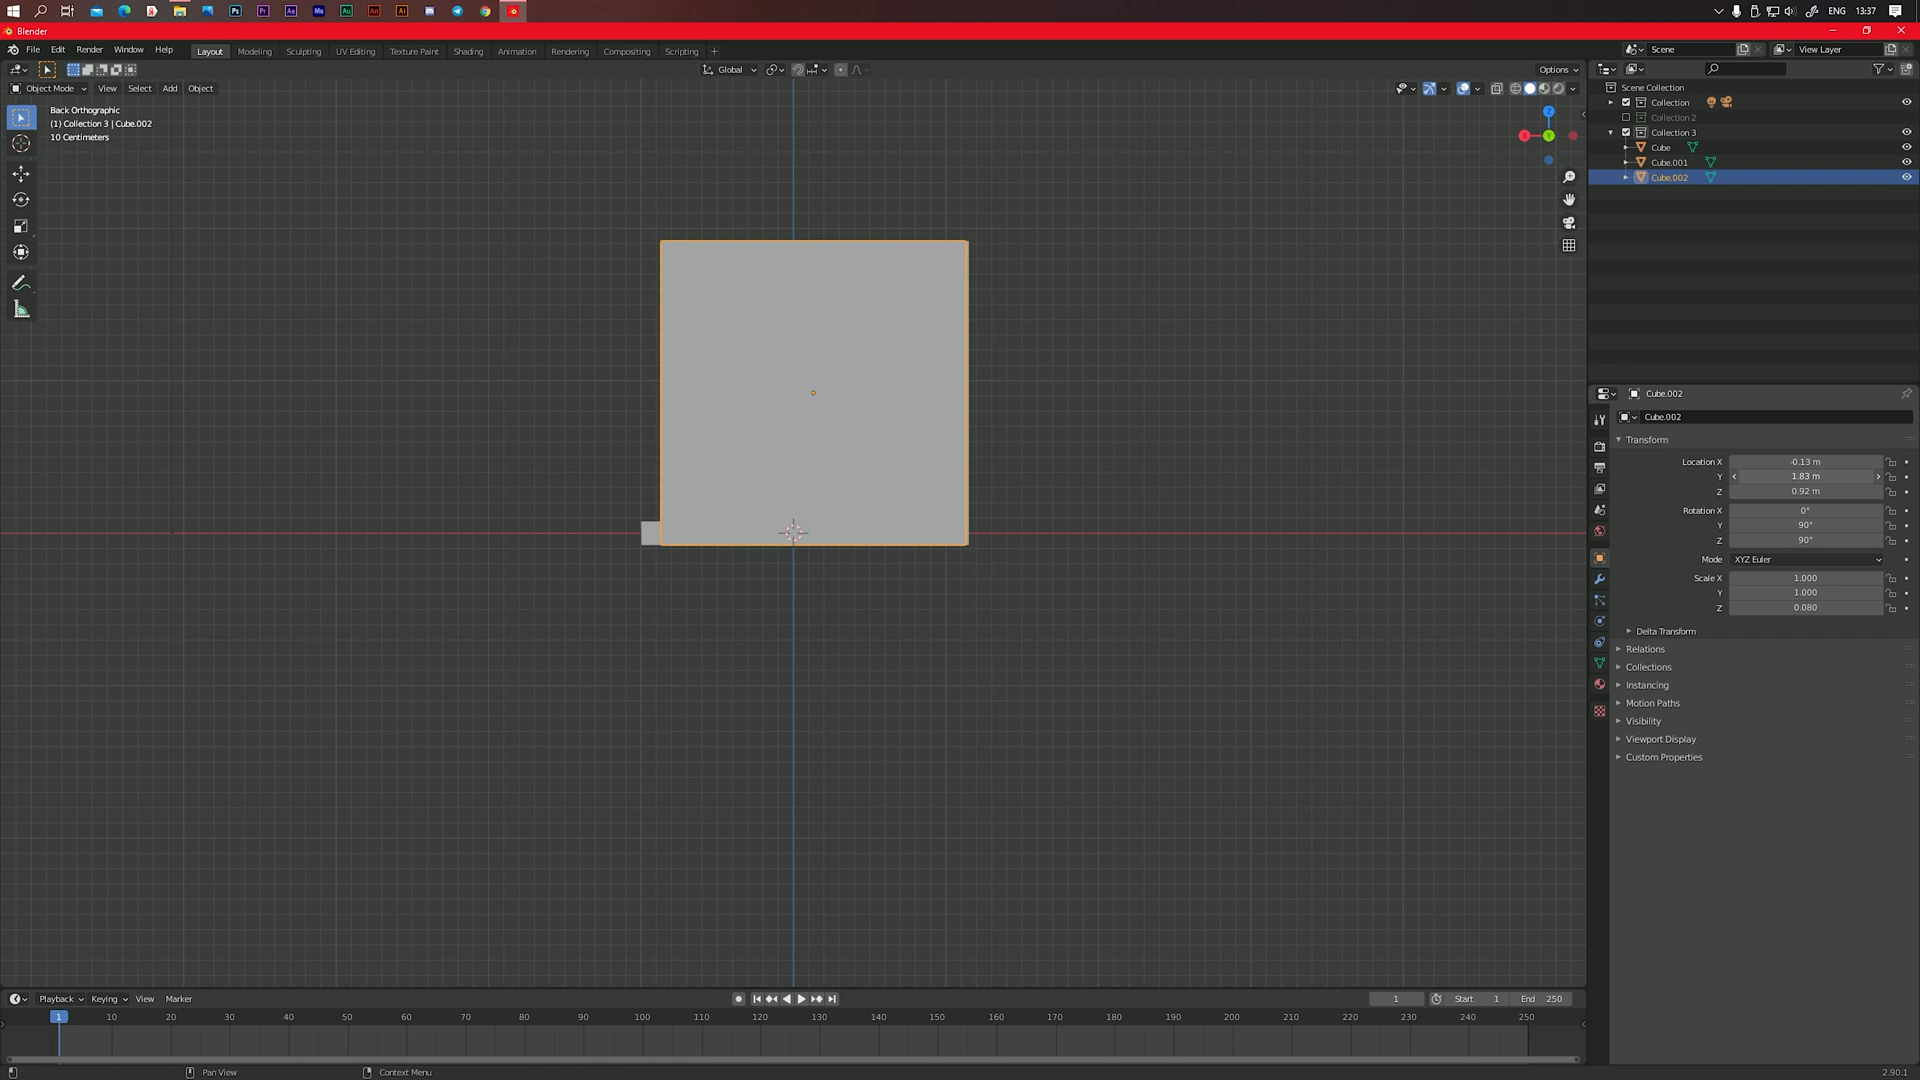 Ps Pr Ae Me Au An Ai ENG 13:37
Blender
File Edit Render Window Help Layout Modeling Sculpting UV Editing Texture Paint Shading Animation Rendering Compositing Scripting + Scene View Layer
Global Options
Object Mode View Select Add Object
Back Orthographic
(1) Collection 3 | Cube.002
10 Centimeters
Z
X
Y
Scene Collection
Collection
Collection 2
Collection 3
Cube
Cube.001
Cube.002
Cube.002
Cube.002
Transform
Location X -0.13 m
Y 1.83 m
Z 0.92 m
Rotation X 0°
Y 90°
Z 90°
Mode XYZ Euler
Scale X 1.000
Y 1.000
Z 0.080
Delta Transform
Relations
Collections
Instancing
Motion Paths
Visibility
Viewport Display
Custom Properties
Playback Keying View Marker 1 Start 1 End 250
1 10 20 30 40 50 60 70 80 90 100 110 120 130 140 150 160 170 180 190 200 210 220 230 240 250
Pan View Context Menu 2.90.1